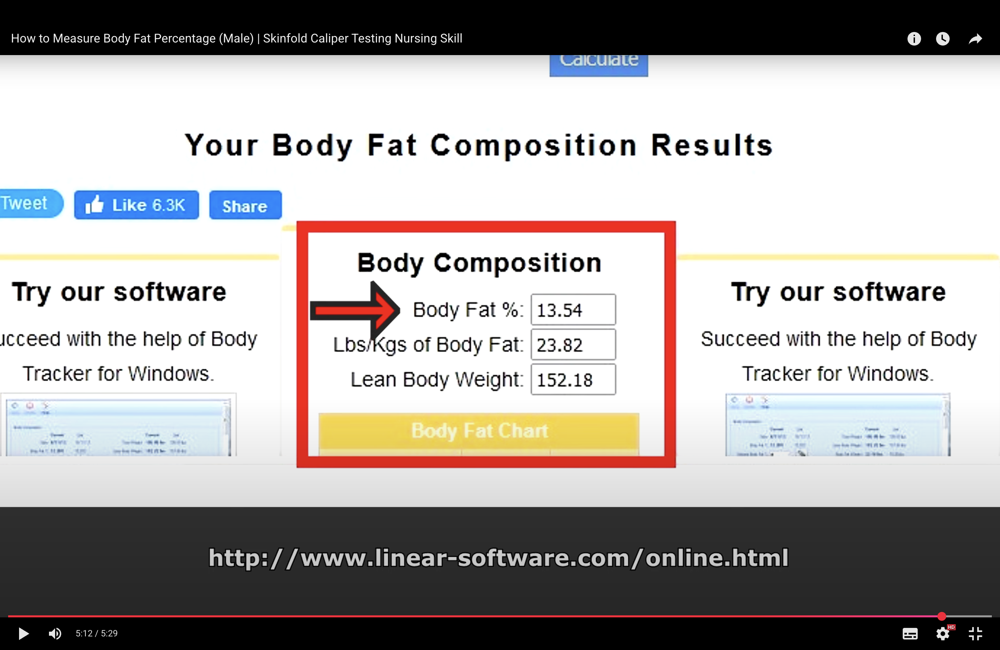 How to Measure Body Fat Percentage (Male) | Skinfold Caliper Testing Nursing Skill
Calculate
Your Body Fat Composition Results
Tweet
Like 6.3K
Share
Try our software
ucceed with the help of Body
Tracker for Windows.
Body Composition
Body Fat %: 13.54
Lbs/Kgs of Body Fat: 23.82
Lean Body Weight: 152.18
Body Fat Chart
Try our software
Succeed with the help of Body
Tracker for Windows.
http://www.linear-software.com/online.html
5:12 / 5:29
HD